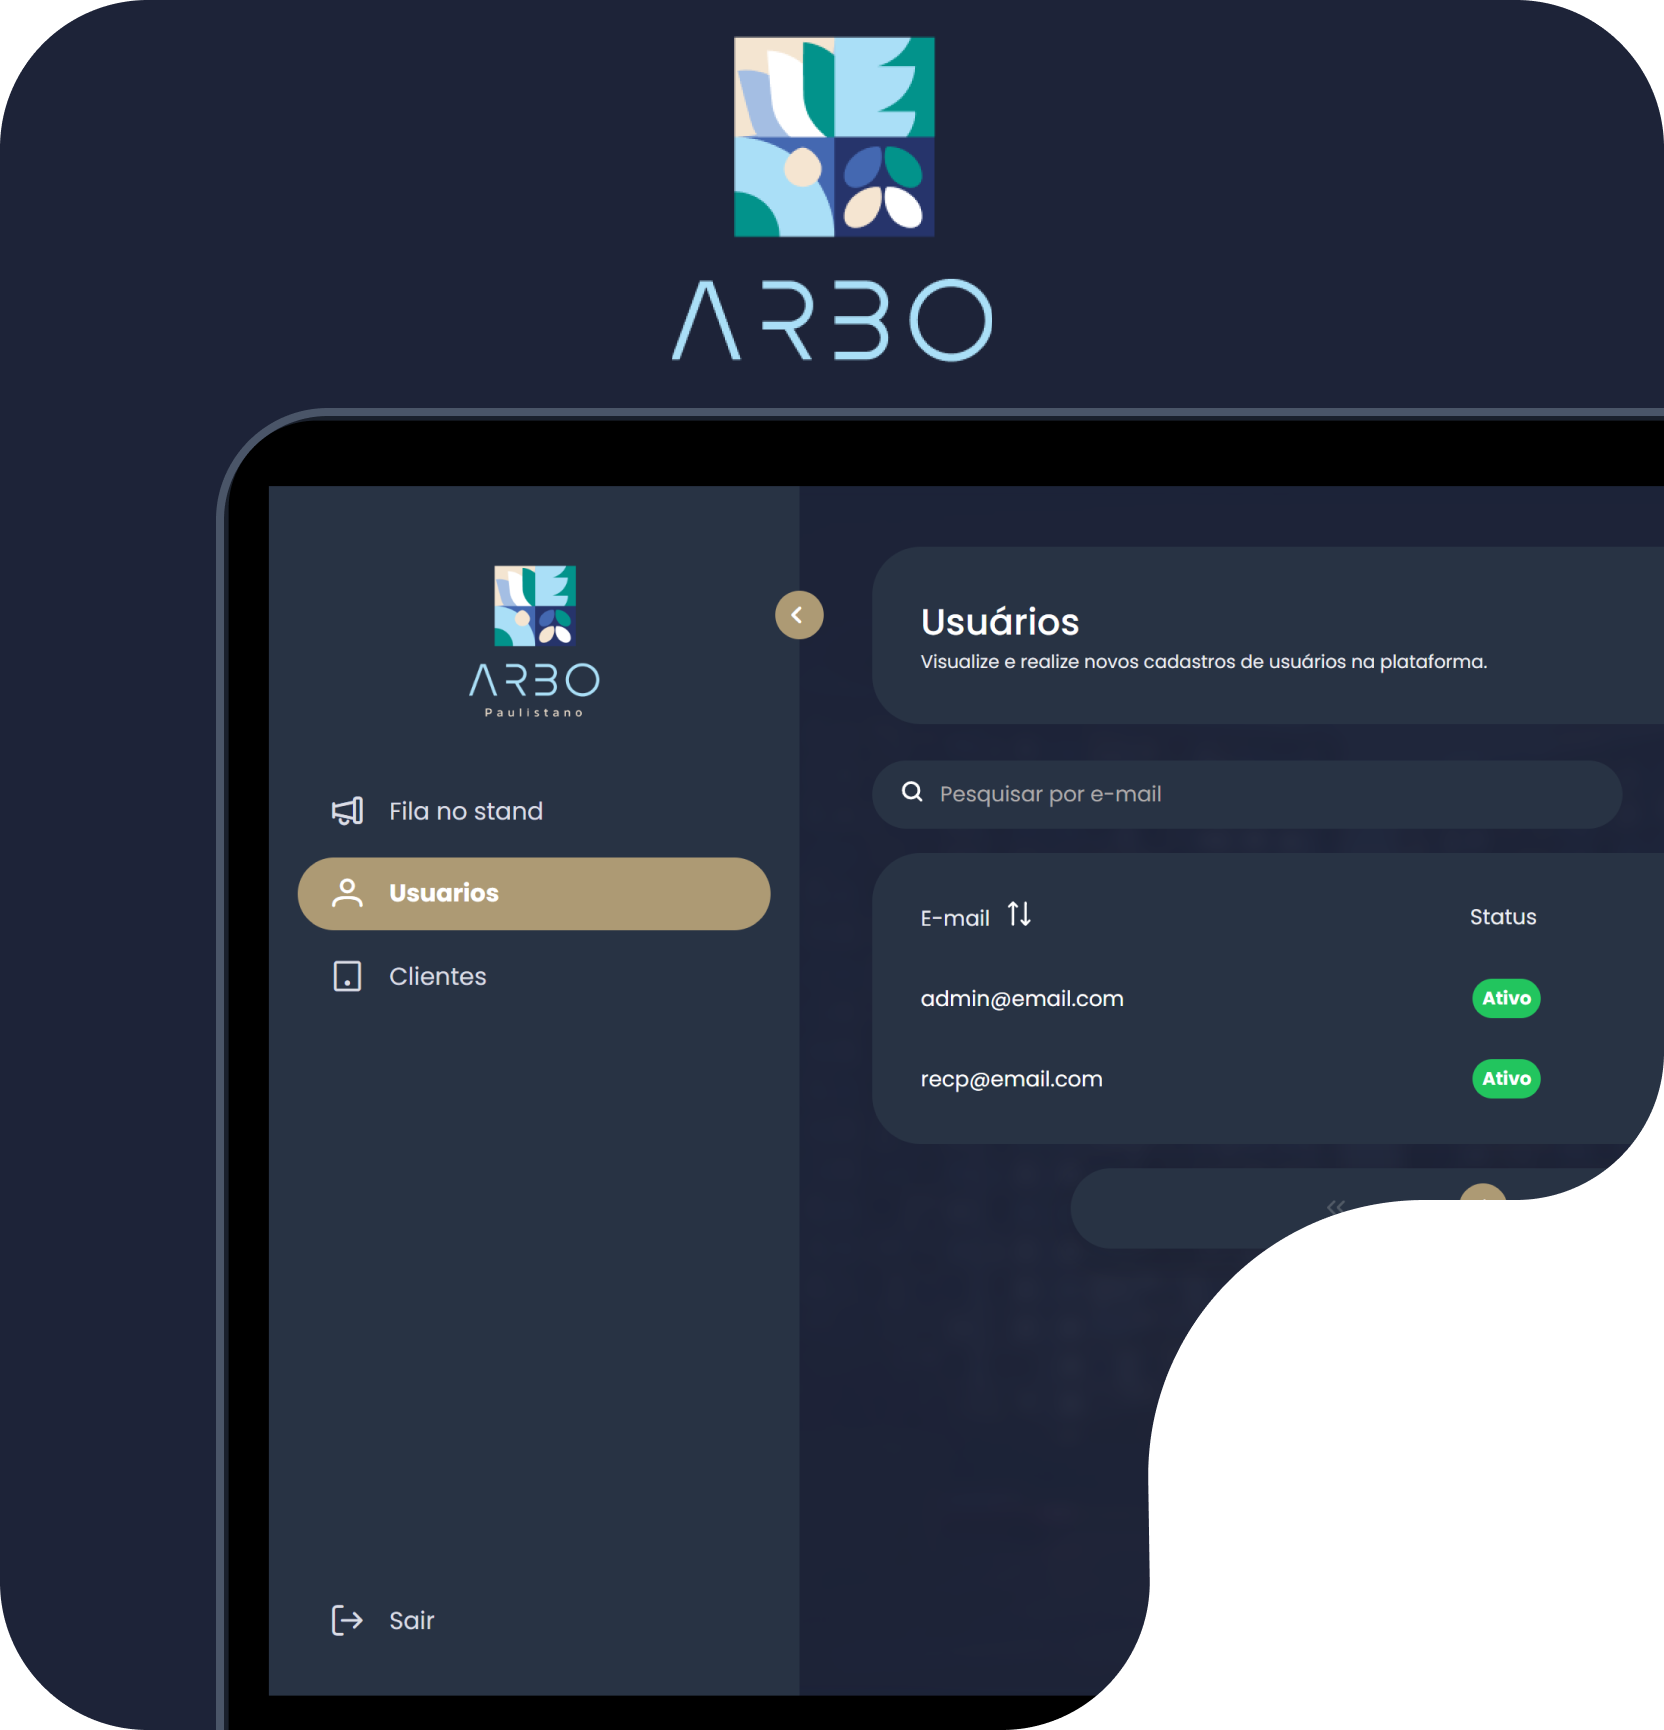 ARBO
ARBO
Paulistano
Fila no stand
Usuarios
Clientes
Sair
Usuários
Visualize e realize novos cadastros de usuários na plataforma.
Pesquisar por e-mail
E-mail Status
admin@email.com Ativo
recp@email.com Ativo